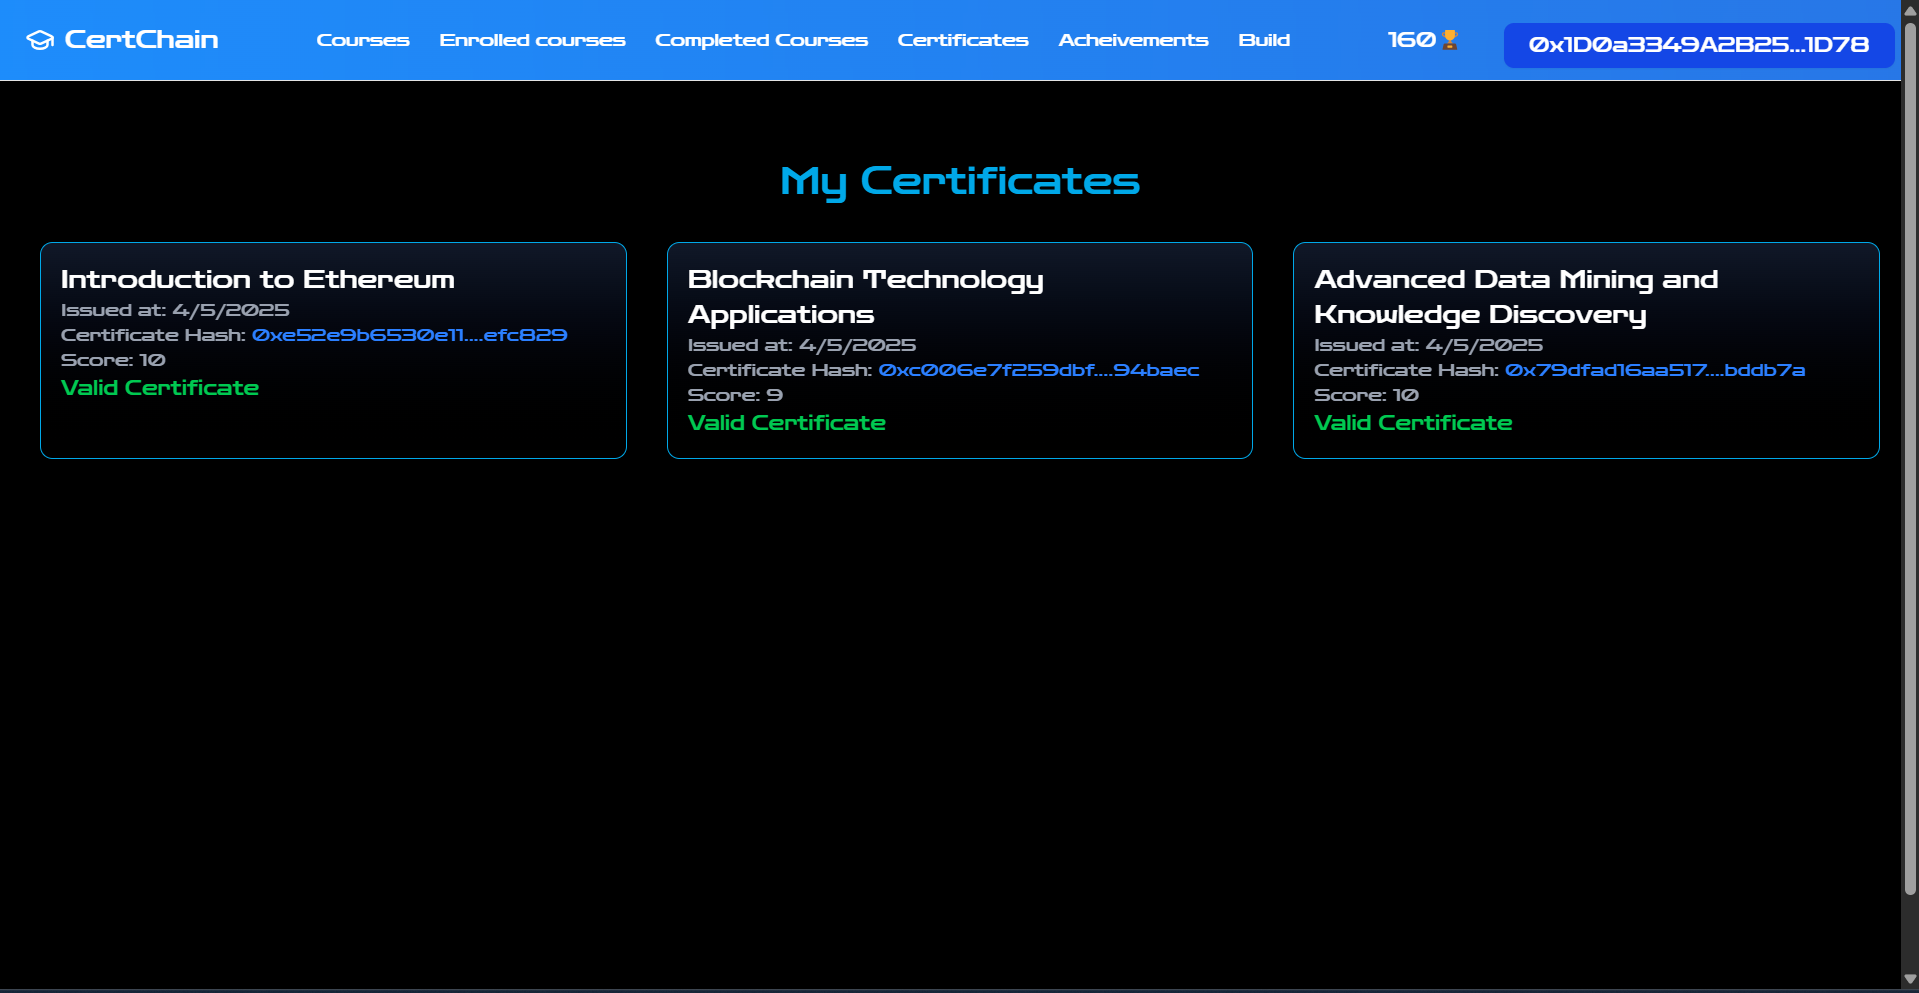 CertChain
Courses
Enrolled courses
Completed Courses
Certificates
Acheivements
Build
160
0x1D0a3349A2B25...1D78
My Certificates
Introduction to Ethereum
Issued at: 4/5/2025
Certificate Hash: 0xe52e9b6530e11....efc829
Score: 10
Valid Certificate
Blockchain Technology
Applications
Issued at: 4/5/2025
Certificate Hash: 0xc006e7f259dbf....94baec
Score: 9
Valid Certificate
Advanced Data Mining and
Knowledge Discovery
Issued at: 4/5/2025
Certificate Hash: 0x79dfad16aa517....bddb7a
Score: 10
Valid Certificate